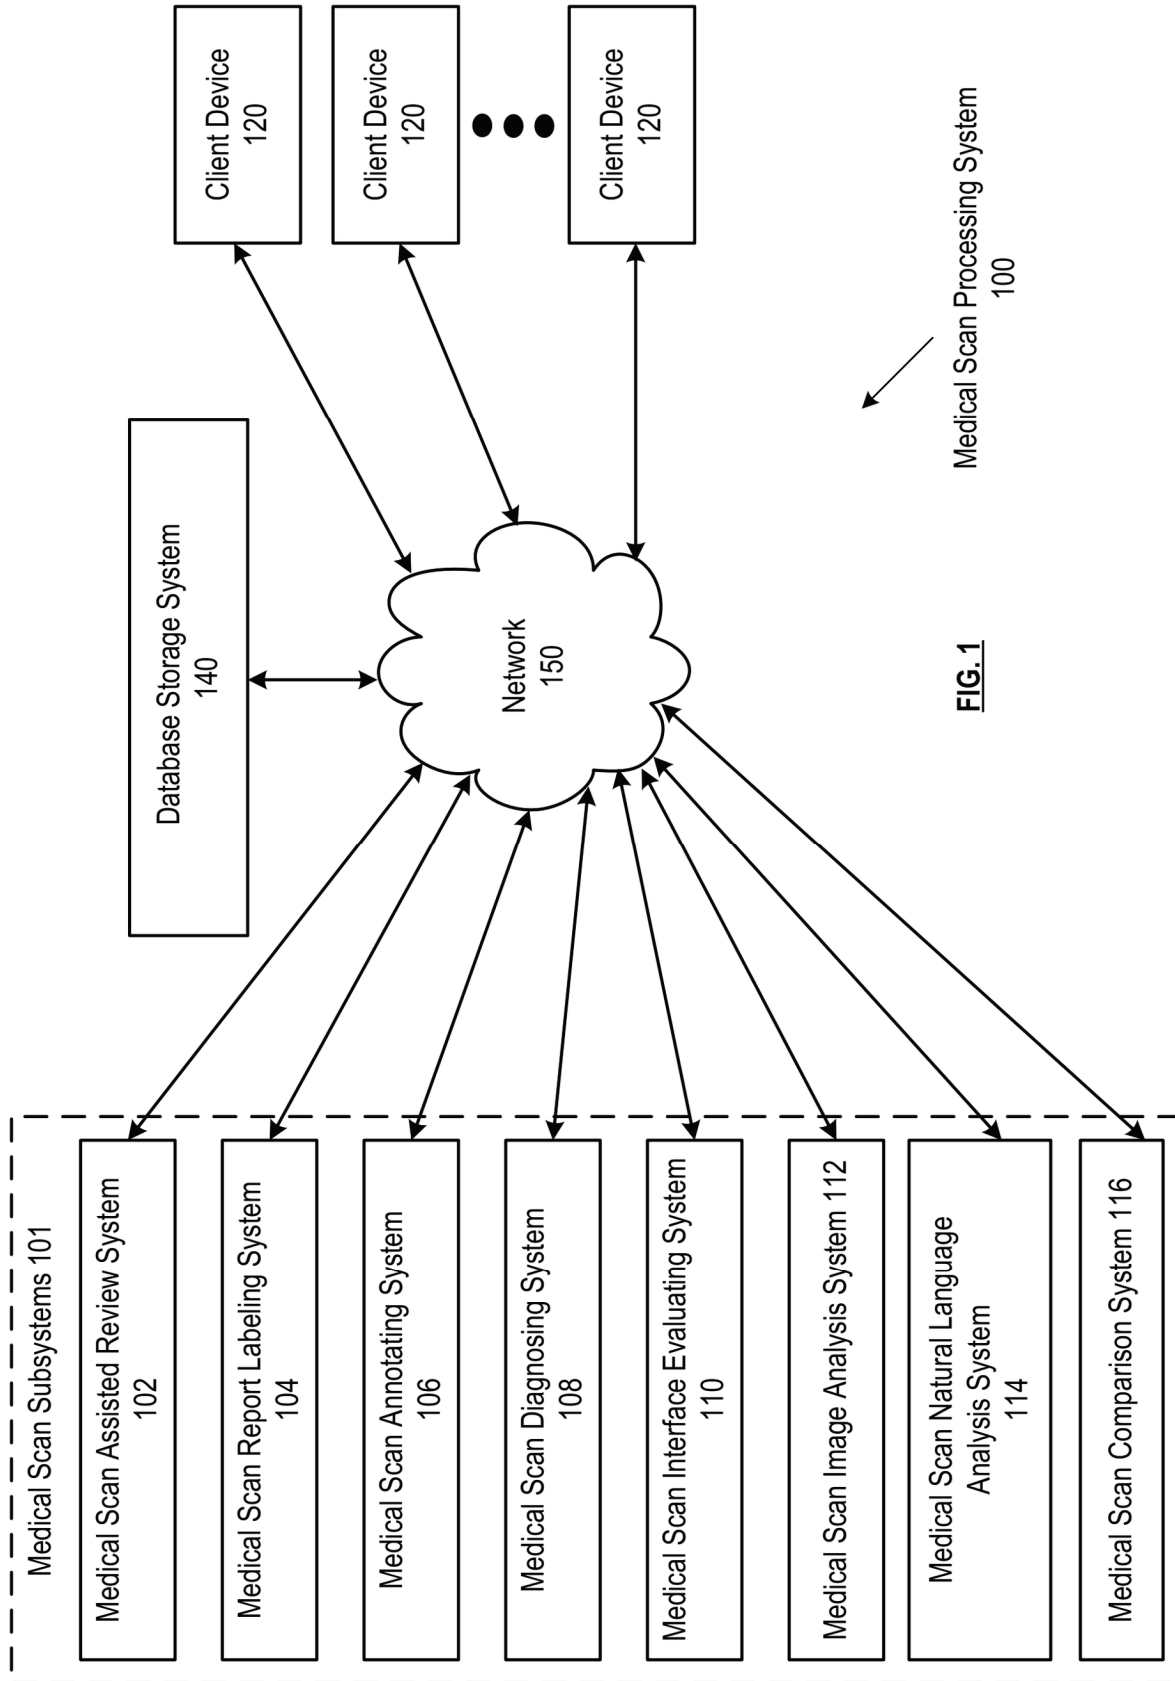 Medical Scan Subsystems 101
Medical Scan Assisted Review System
102
Medical Scan Report Labeling System
104
Medical Scan Annotating System
106
Medical Scan Diagnosing System
108
Medical Scan Interface Evaluating System
110
Medical Scan Image Analysis System 112
Medical Scan Natural Language
Analysis System
114
Medical Scan Comparison System 116
Database Storage System
140
Network
150
Client Device
120
Client Device
120
Client Device
120
Medical Scan Processing System
100
FIG. 1